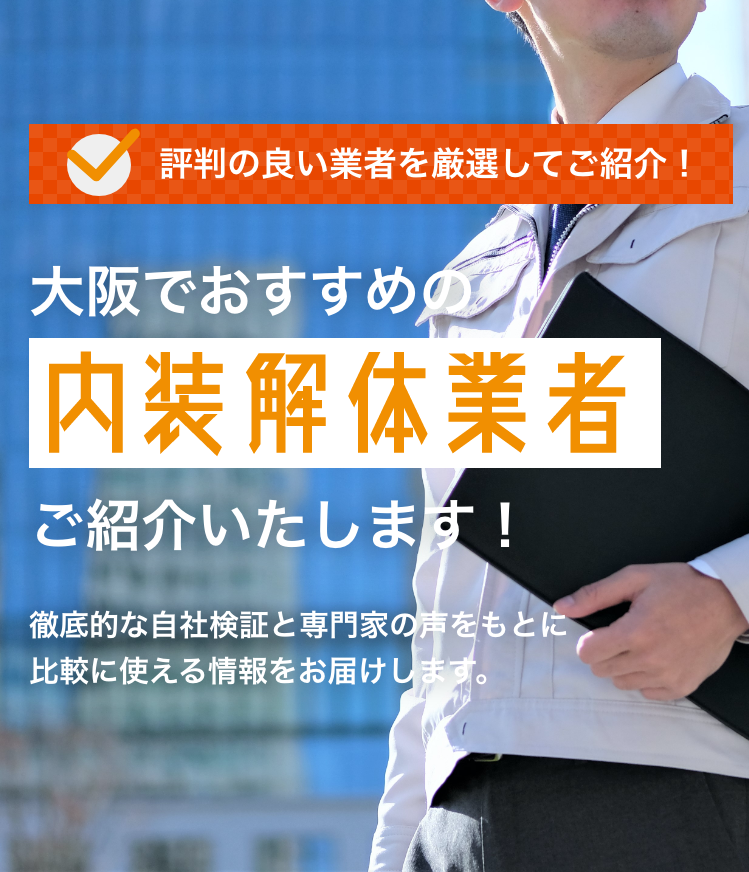 評判の良い業者を厳選してご紹介！
大阪でおすすめの
内装解体業者
ご紹介いたします！
徹底的な自社検証と専門家の声をもとに
比較に使える情報をお届けします。